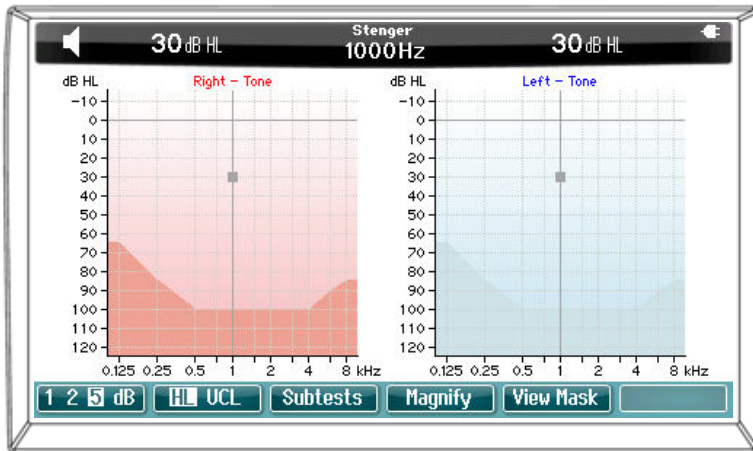 Stenger
30 dB HL 1000Hz 30 dB HL
dB HL Right - Tone dB HL Left - Tone
-10 -10
0 0
10 10
20 20
30 30
40 40
50 50
60 60
70 70
80 80
90 90
100 100
110 110
120 120
0.125 0.25 0.5 1 2 4 8 kHz 0.125 0.25 0.5 1 2 4 8 kHz
1 2 5 dB HL UCL Subtests Magnify View Mask